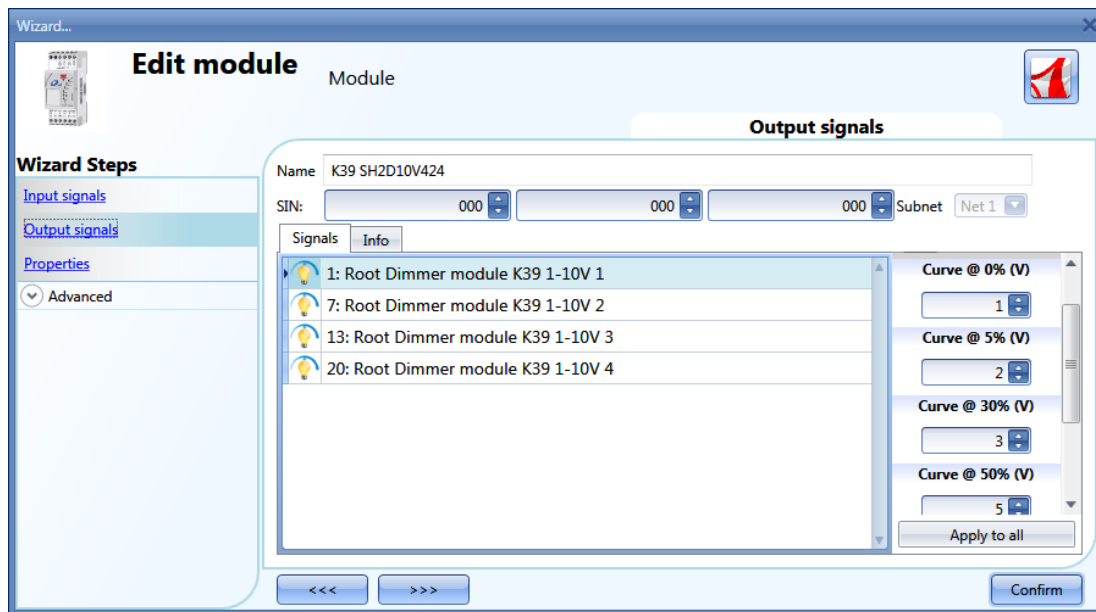 Wizard...
Edit module
Module
Output signals
Wizard Steps
Input signals
Output signals
Properties
Advanced
Name K39 SH2D10V424
SIN: 000 000 000 Subnet Net 1
Signals Info
1: Root Dimmer module K39 1-10V 1
7: Root Dimmer module K39 1-10V 2
13: Root Dimmer module K39 1-10V 3
20: Root Dimmer module K39 1-10V 4
Curve @ 0% (V)
1
Curve @ 5% (V)
2
Curve @ 30% (V)
3
Curve @ 50% (V)
5
Apply to all
<<< >>> Confirm